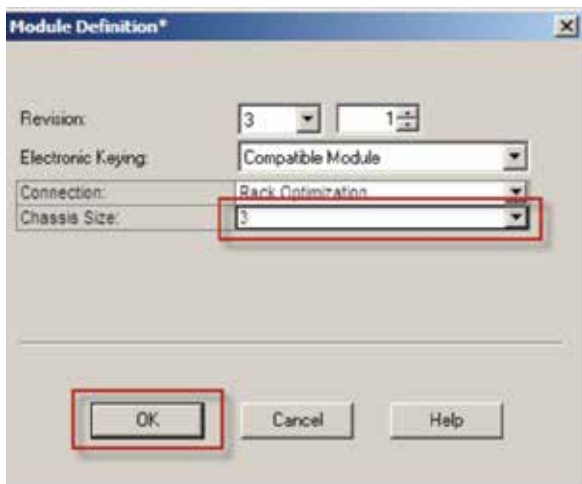 Module Definition*
Revision: 3 1
Electronic Keying: Compatible Module
Connection: Rack Optimization
Chassis Size: 3
OK Cancel Help